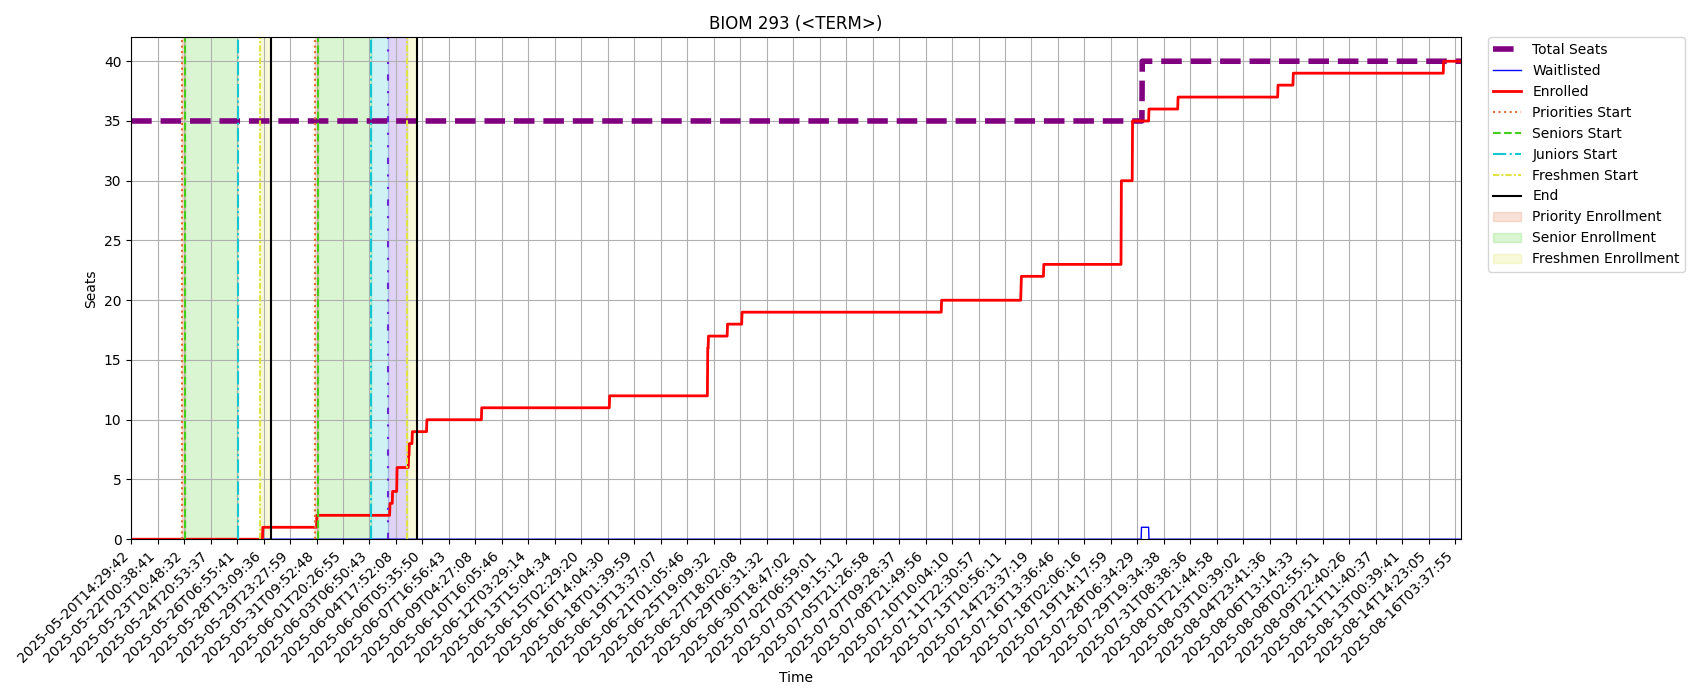 BIOM 293 (<TERM>)
Seats
40
35
30
25
20
15
10
5
0
2025-05-20T14:29:42
2025-05-22T00:38:41
2025-05-23T10:48:32
2025-05-24T20:53:37
2025-05-26T06:55:41
2025-05-28T13:09:36
2025-05-29T23:27:59
2025-05-31T09:52:48
2025-06-01T20:26:55
2025-06-03T06:50:43
2025-06-04T17:52:08
2025-06-06T05:35:50
2025-06-07T16:56:43
2025-06-09T04:27:08
2025-06-10T16:05:46
2025-06-12T03:29:14
2025-06-13T15:04:34
2025-06-15T02:29:20
2025-06-16T14:04:30
2025-06-18T01:39:59
2025-06-19T13:37:07
2025-06-21T01:05:46
2025-06-25T19:09:32
2025-06-27T18:02:08
2025-06-29T06:31:32
2025-06-30T18:47:02
2025-07-02T06:59:01
2025-07-03T19:15:12
2025-07-05T21:26:58
2025-07-07T09:28:37
2025-07-08T21:49:56
2025-07-10T10:04:10
2025-07-11T22:30:57
2025-07-13T10:56:11
2025-07-14T23:37:19
2025-07-16T13:36:46
2025-07-18T02:06:16
2025-07-19T14:17:59
2025-07-28T06:34:29
2025-07-29T19:34:38
2025-07-31T08:38:36
2025-08-01T21:44:58
2025-08-03T10:39:02
2025-08-04T23:41:36
2025-08-06T13:14:33
2025-08-08T02:55:51
2025-08-09T22:40:26
2025-08-11T11:40:37
2025-08-13T00:39:41
2025-08-14T14:23:05
2025-08-16T03:37:55
Time
Total Seats
Waitlisted
Enrolled
Priorities Start
Seniors Start
Juniors Start
Freshmen Start
End
Priority Enrollment
Senior Enrollment
Freshmen Enrollment